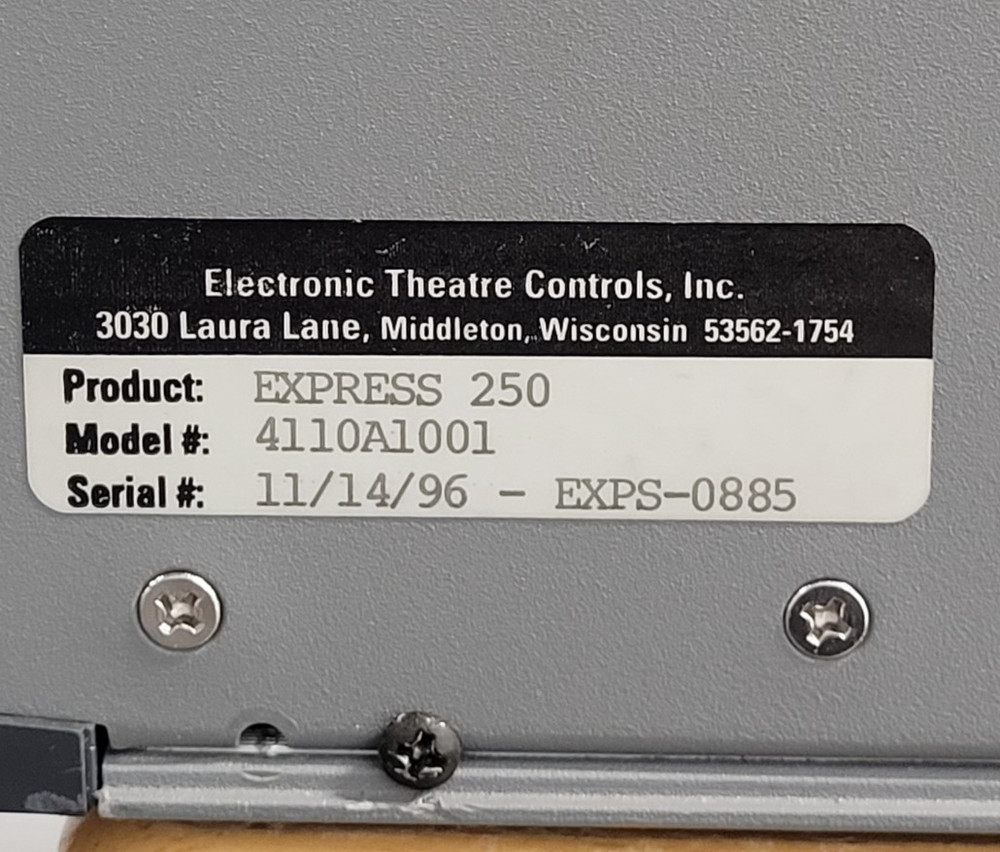 Electronic Theatre Controls, Inc.
3030 Laura Lane, Middleton, Wisconsin 53562-1754
Product: EXPRESS 250
Model #: 4110A1001
Serial #: 11/14/96 - EXPS-0885